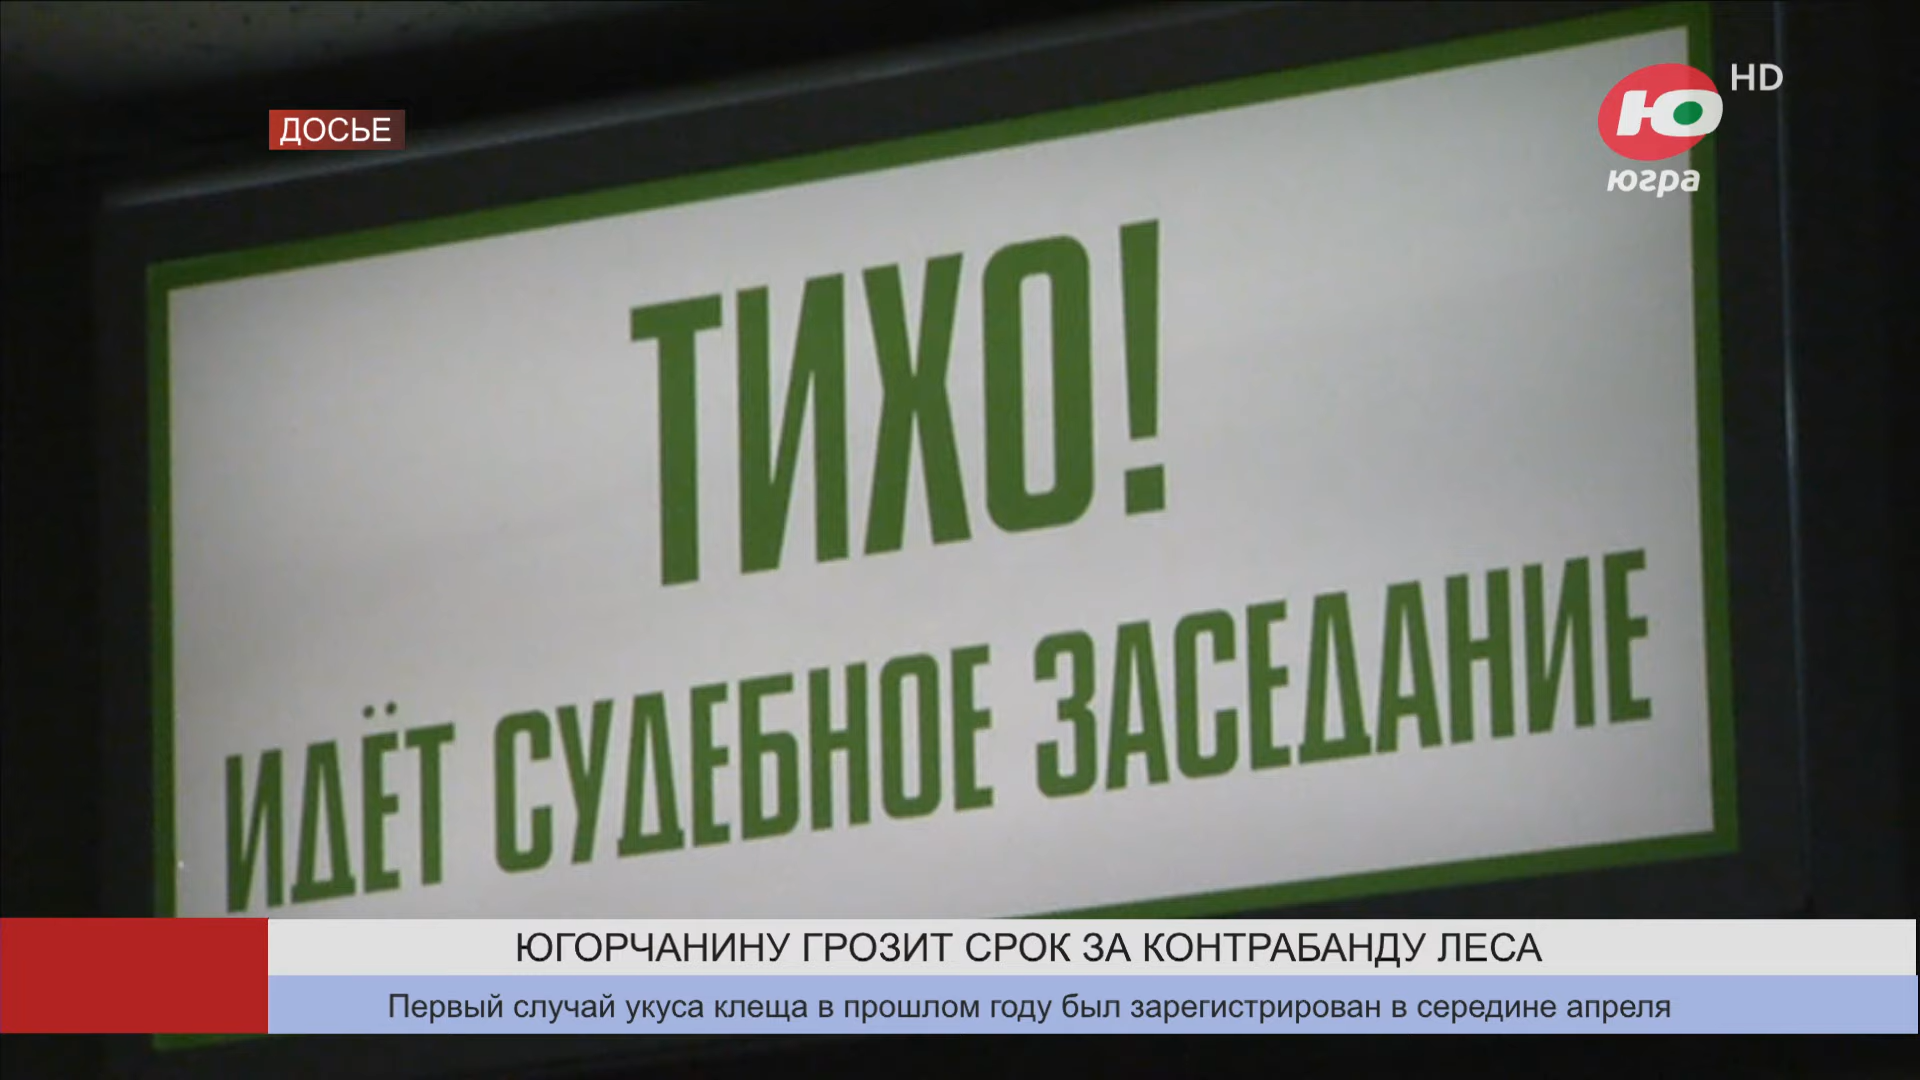 HD
ДОСЬЕ
Ю
югра
ТИХО!
ИДЁТ СУДЕБНОЕ ЗАСЕДАНИЕ
ЮГОРЧАНИНУ ГРОЗИТ СРОК ЗА КОНТРАБАНДУ ЛЕСА
Первый случай укуса клеща в прошлом году был зарегистрирован в середине апреля